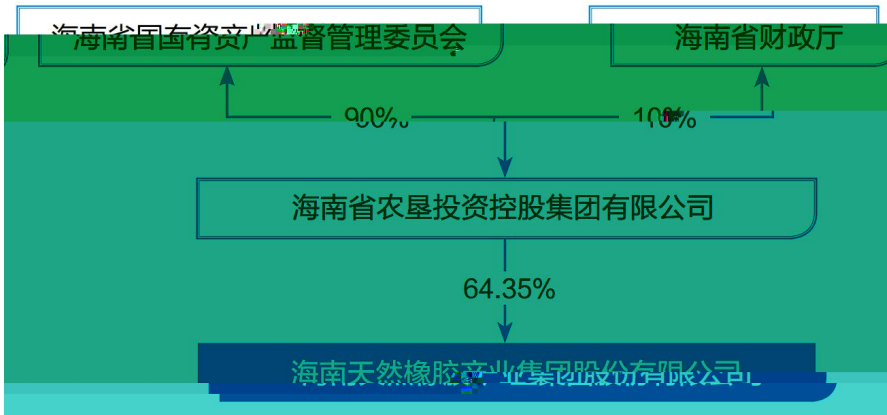 海南省国有资产监督管理委员会
海南省财政厅
90%
10%
海南省农垦投资控股集团有限公司
64.35%
海南天然橡胶产业集团股份有限公司